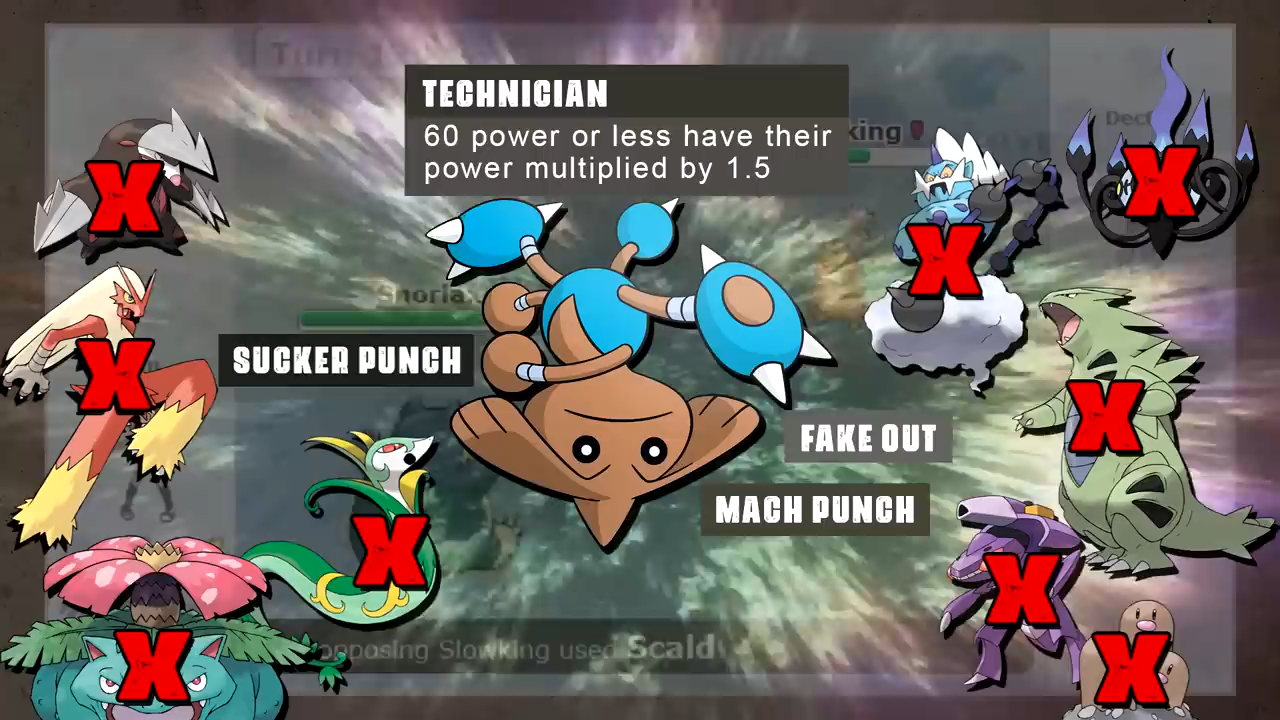 TECHNICIAN
60 power or less have their
power multiplied by 1.5
king
SUCKER PUNCH
FAKE OUT
MACH PUNCH
opposing Slowking used Scald